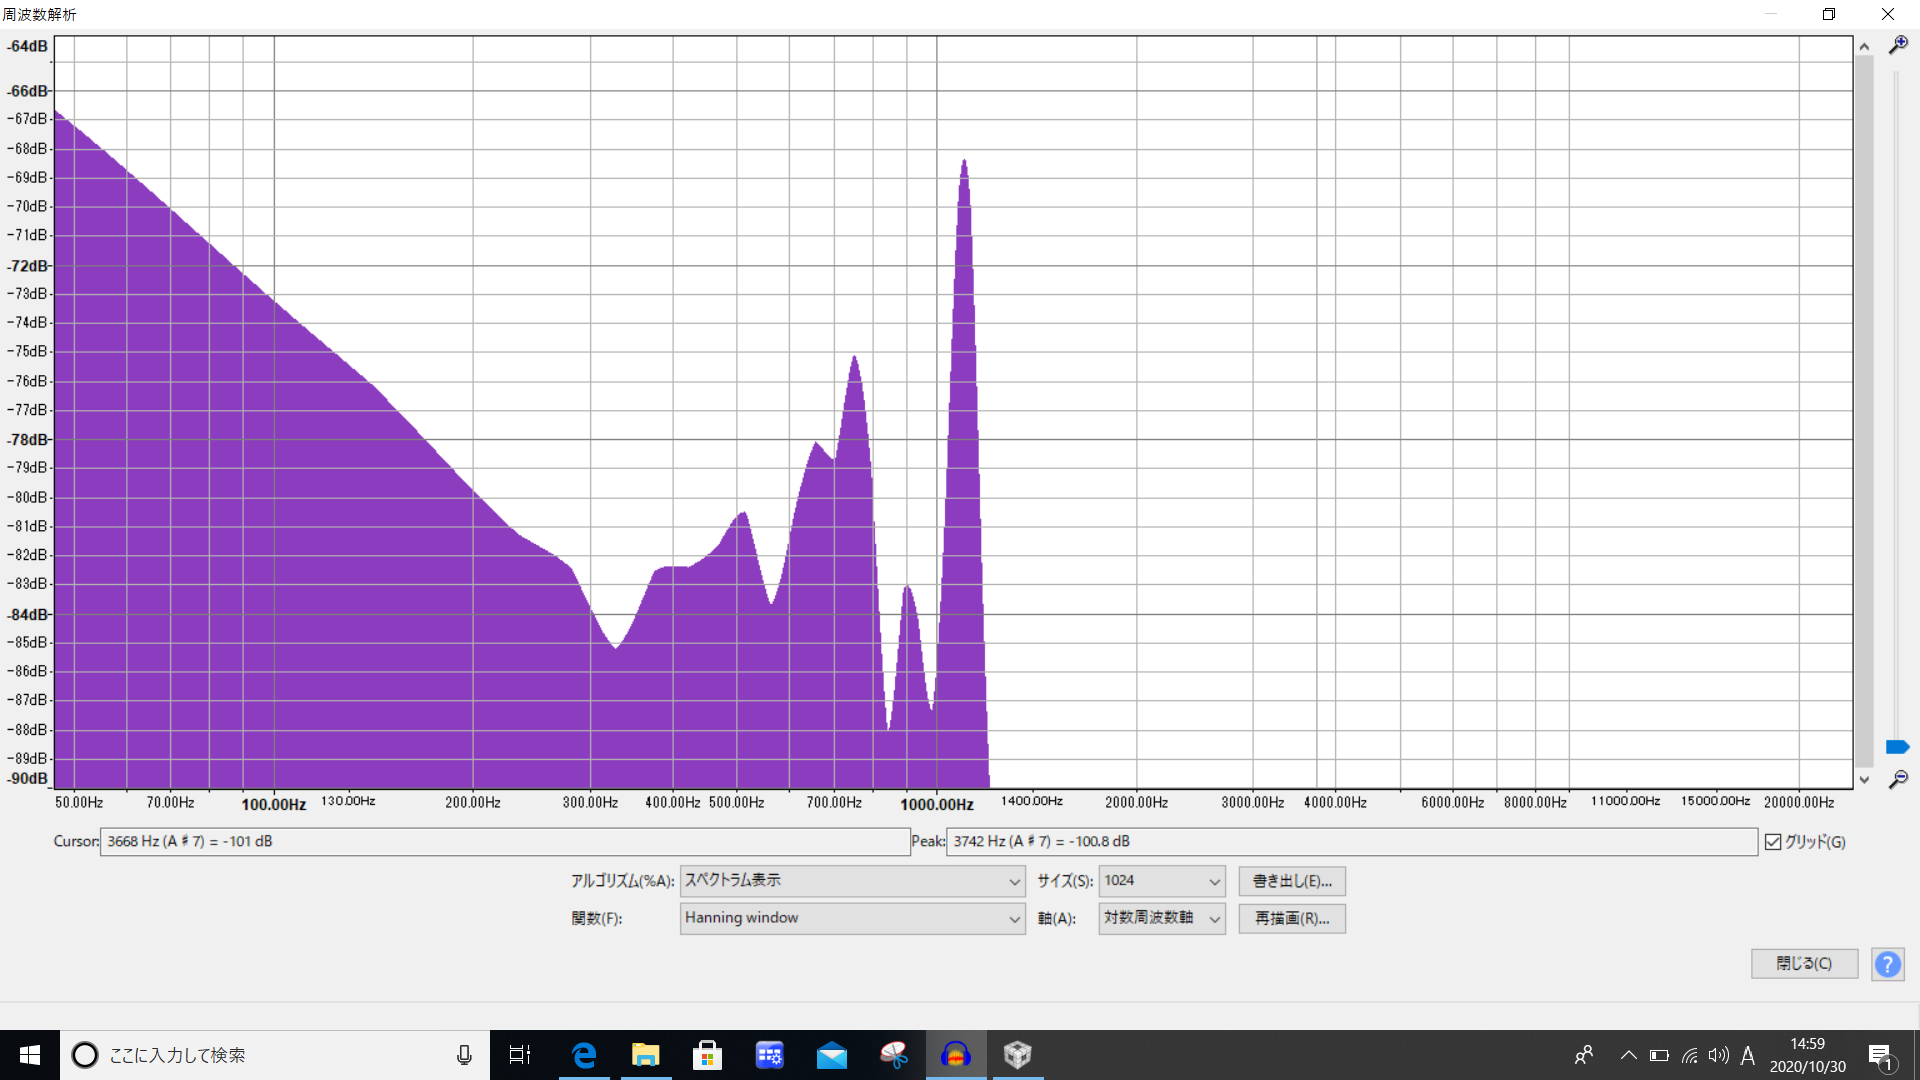 周波数解析
-64dB
-66dB
-67dB
-68dB
-69dB
-70dB
-71dB
-72dB
-73dB
-74dB
-75dB
-76dB
-77dB
-78dB
-79dB
-80dB
-81dB
-82dB
-83dB
-84dB
-85dB
-86dB
-87dB
-88dB
-89dB
-90dB
50.00Hz 70.00Hz 100.00Hz 130.00Hz 200.00Hz 300.00Hz 400.00Hz 500.00Hz 700.00Hz 1000.00Hz 1400.00Hz 2000.00Hz 3000.00Hz 4000.00Hz 6000.00Hz 8000.00Hz 11000.00Hz 15000.00Hz 20000.00Hz
Cursor: 3668 Hz (A♯7) = -101 dB Peak: 3742 Hz (A♯7) = -100.8 dB グリッド(G)
アルゴリズム(%A): スペクトラム表示 サイズ(S): 1024 書き出し(E)...
関数(F): Hanning window 軸(A): 対数周波数軸 再描画(R)...
閉じる(C) ?
ここに入力して検索
A
14:59
2020/10/30
1